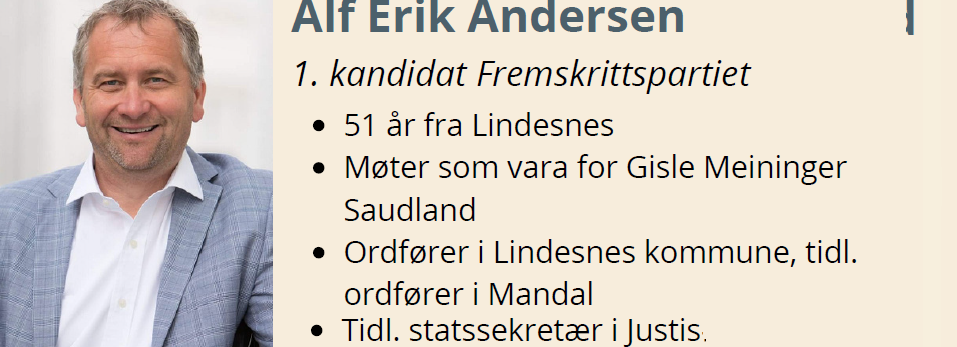 Alf Erik Andersen
1. kandidat Fremskrittspartiet
• 51 år fra Lindesnes
• Møter som vara for Gisle Meininger
Saudland
• Ordfører i Lindesnes kommune, tidl.
ordfører i Mandal
• Tidl. statssekretær i Justis